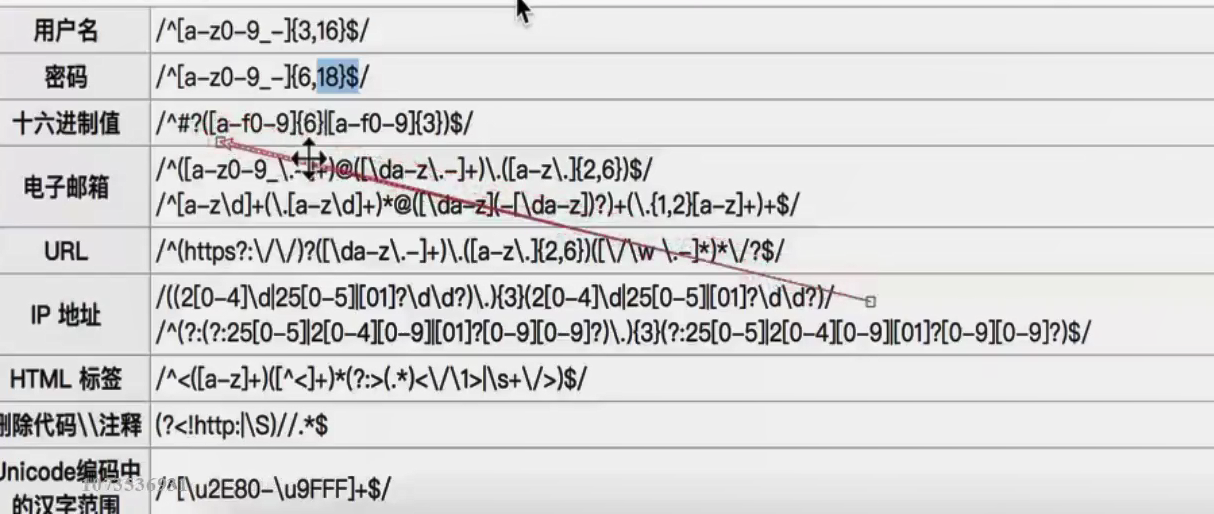 用户名 /^[a-z0-9_-]{3,16}$/
密码 /^[a-z0-9_-]{6,18}$/
十六进制值 /^#?([a-f0-9]{6}|[a-f0-9]{3})$/
电子邮箱
/^([a-z0-9_\.-]+)@([\da-z\.-]+)\.([a-z\.]{2,6})$/
/^[a-z\d]+(\.[a-z\d]+)*@([\da-z](-[\da-z])?)+(\.{1,2}[a-z]+)+$/
URL /^(https?:\/\/)?([\da-z\.-]+)\.([a-z\.]{2,6})([\/\w \.-]*)*\/?$/
IP 地址
/((2[0-4]\d|25[0-5]|[01]?\d\d?)\.){3}(2[0-4]\d|25[0-5]|[01]?\d\d?)/
/^(?:(?:25[0-5]|2[0-4][0-9]|[01]?[0-9][0-9]?)\.){3}(?:25[0-5]|2[0-4][0-9]|[01]?[0-9][0-9]?)$/
HTML 标签 /^<([a-z]+)([^<]+)*(?:>(.*)<\/\1>|\s+\/>)$/
删除代码\\注释 (?<!http:|\S)//.*$
Unicode编码中
的汉字范围 /^[\u2E80-\u9FFF]+$/